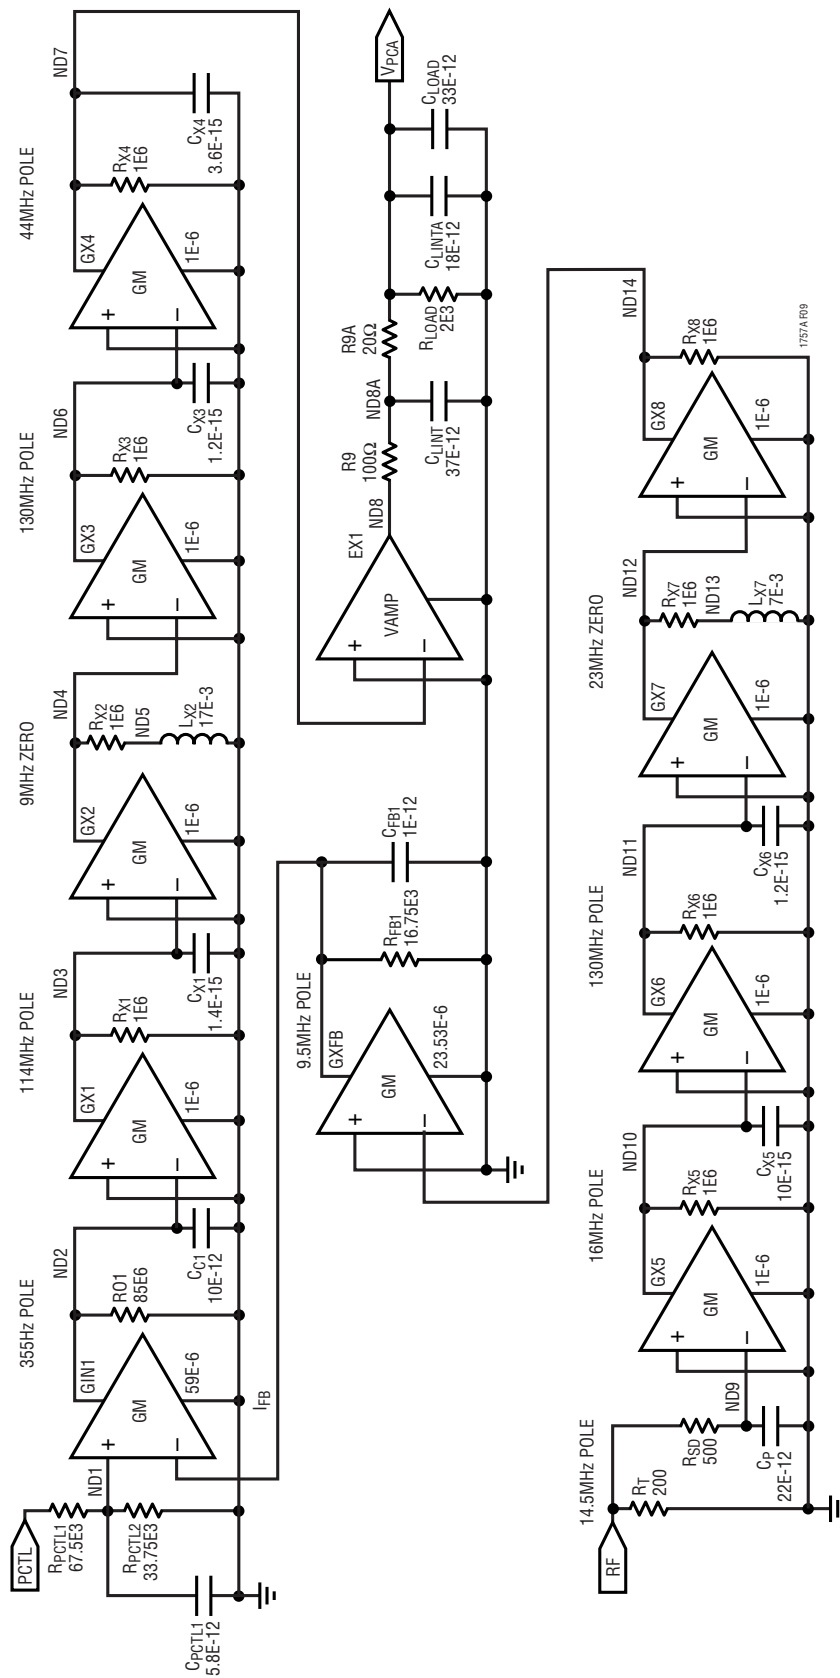 355Hz POLE
114MHz POLE
9MHz ZERO
130MHz POLE
44MHz POLE
PCTL
RPCTL1
67.5E3
ND1
RPCTL2
33.75E3
CPCTL1
5.8E-12
GIN1
GM
+
–
59E-6
IFB
ND2
RO1
85E6
CC1
10E-12
GX1
GM
+
–
1E-6
ND3
RX1
1E6
CX1
1.4E-15
GX2
GM
+
–
1E-6
ND4
RX2
1E6
ND5
LX2
17E-3
GX3
GM
+
–
1E-6
ND6
RX3
1E6
CX3
1.2E-15
GX4
GM
+
–
1E-6
ND7
RX4
1E6
CX4
3.6E-15
9.5MHz POLE
GXFB
GM
+
–
23.53E-6
RFB1
16.75E3
CFB1
1E-12
EX1
VAMP
+
–
ND8
R9
100Ω
ND8A
CLINT
37E-12
R9A
20Ω
RLOAD
2E3
CLINTA
18E-12
CLOAD
33E-12
VPCA
14.5MHz POLE
16MHz POLE
130MHz POLE
23MHz ZERO
RF
RT
200
RSD
500
ND9
CP
22E-12
GX5
GM
+
–
1E-6
ND10
RX5
1E6
CX5
10E-15
GX6
GM
+
–
1E-6
ND11
RX6
1E6
CX6
1.2E-15
GX7
GM
+
–
1E-6
ND12
RX7
1E6
ND13
LX7
7E-3
GX8
GM
+
–
1E-6
ND14
RX8
1E6
1757A F09